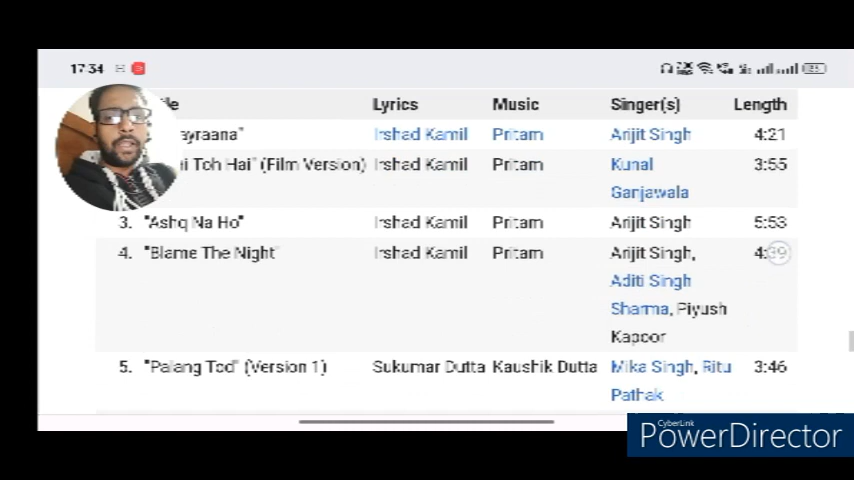 17:34
Lyrics Music Singer(s) Length
ayraana" Irshad Kamil Pritam Arijit Singh 4:21
i Toh Hai" (Film Version) Irshad Kamil Pritam Kunal 3:55
Ganjawala
3. "Ashq Na Ho" Irshad Kamil Pritam Arijit Singh 5:53
4. "Blame The Night" Irshad Kamil Pritam Arijit Singh, 4:39
Aditi Singh
Sharma, Piyush
Kapoor
5. "Palang Tod" (Version 1) Sukumar Dutta Kaushik Dutta Mika Singh, Ritu 3:46
Pathak
CyberLink
PowerDirector